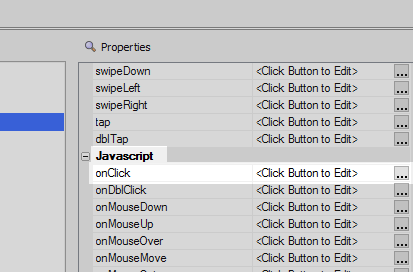 Properties
swipeDown <Click Button to Edit> ...
swipeLeft <Click Button to Edit> ...
swipeRight <Click Button to Edit> ...
tap <Click Button to Edit> ...
dblTap <Click Button to Edit> ...
Javascript
onClick <Click Button to Edit> ...
onDblClick <Click Button to Edit> ...
onMouseDown <Click Button to Edit> ...
onMouseUp <Click Button to Edit> ...
onMouseOver <Click Button to Edit> ...
onMouseMove <Click Button to Edit> ...